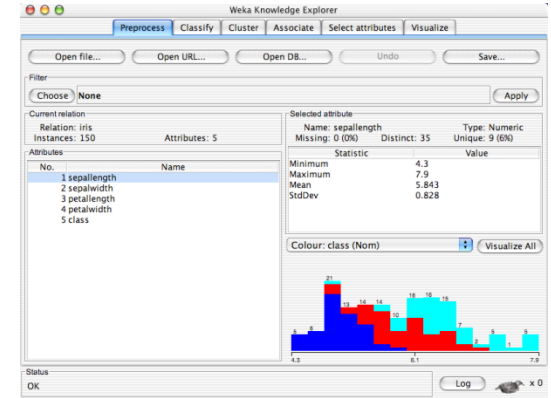 Weka Knowledge Explorer
Preprocess Classify Cluster Associate Select attributes Visualize
Open file... Open URL... Open DB... Undo Save...
Filter
Choose None Apply
Current relation
Relation: iris
Instances: 150 Attributes: 5
Attributes
No. Name
1 sepallength
2 sepalwidth
3 petallength
4 petalwidth
5 class
Selected attribute
Name: sepallength Type: Numeric
Missing: 0 (0%) Distinct: 35 Unique: 9 (6%)
Statistic Value
Minimum 4.3
Maximum 7.9
Mean 5.843
StdDev 0.828
Colour: class (Nom) Visualize All
21
16 16 15
13 14 14
10
5 6 7 2 5 1 5
4.3 6.1 7.9
Status
OK Log x 0